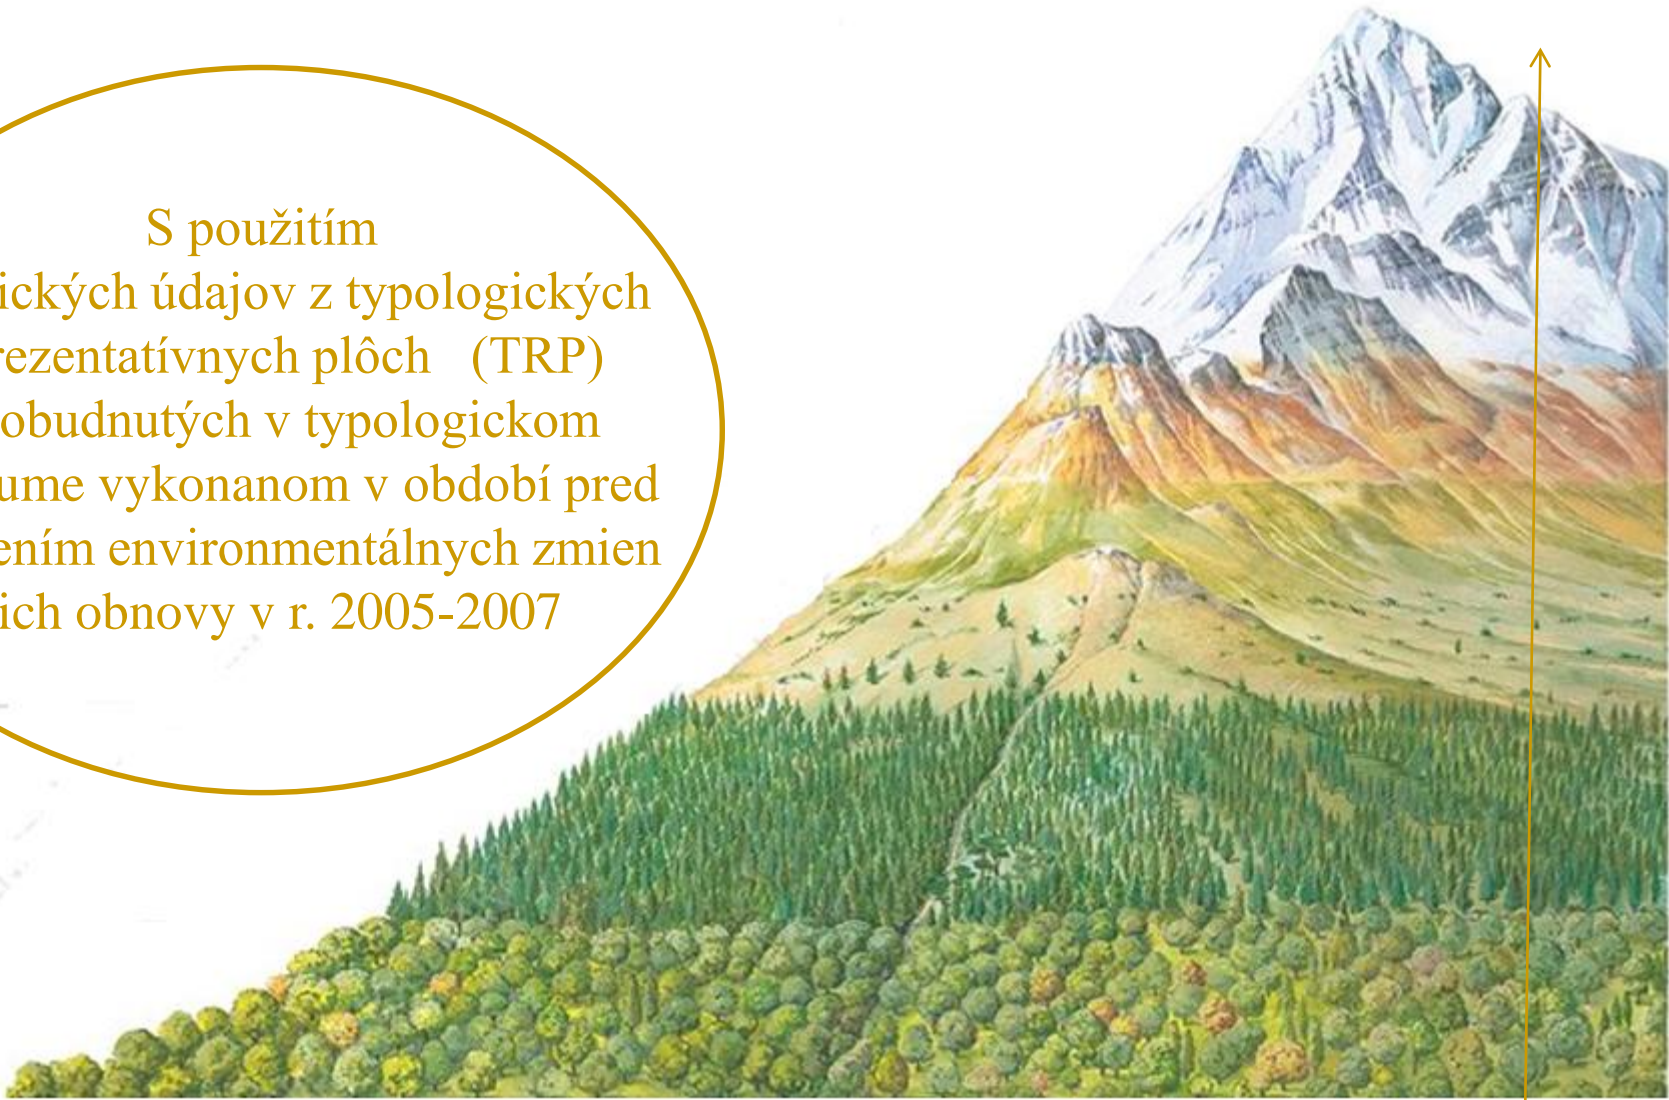 S použitím
ických údajov z typologických
rezentatívnych plôch (TRP)
obudnutých v typologickom
ume vykonanom v období pred
ením environmentálnych zmien
ich obnovy v r. 2005-2007